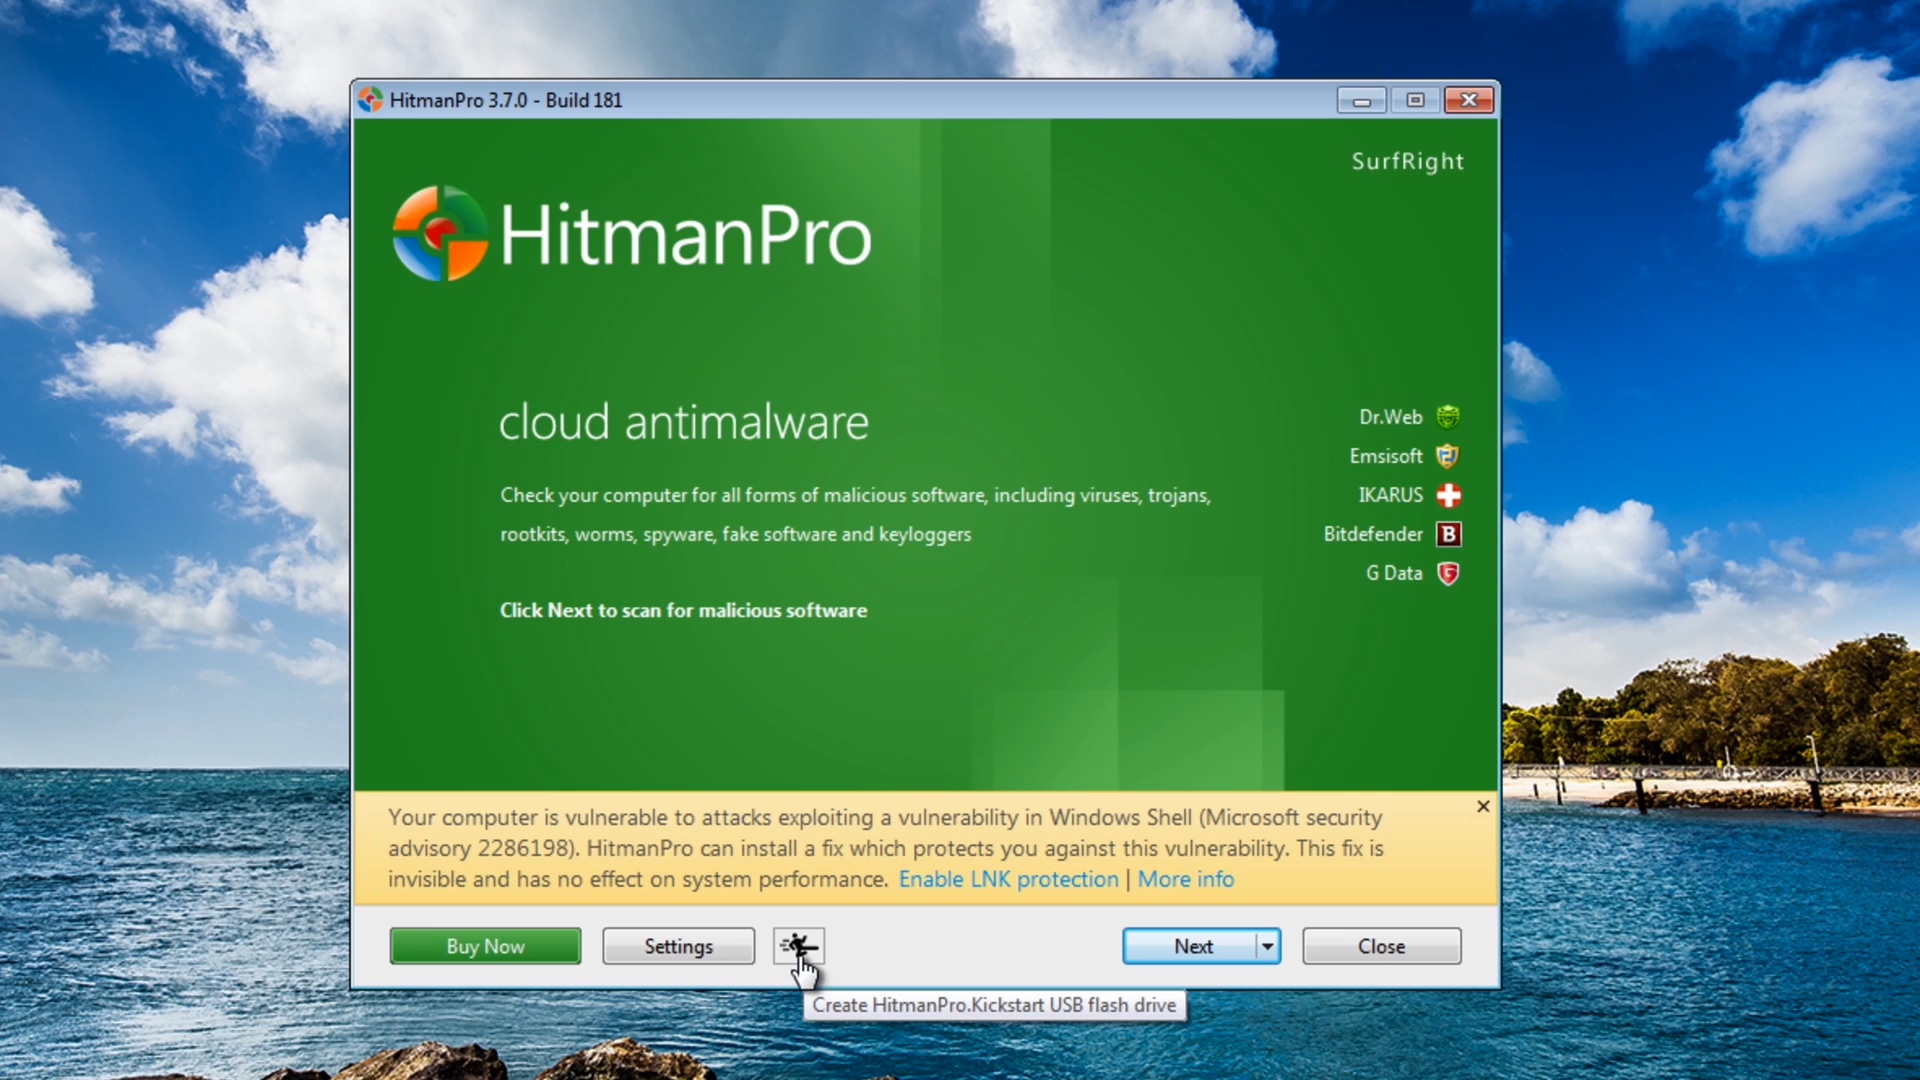 HitmanPro 3.7.0 - Build 181
SurfRight
HitmanPro
cloud antimalware
Check your computer for all forms of malicious software, including viruses, trojans,
rootkits, worms, spyware, fake software and keyloggers
Click Next to scan for malicious software
Dr.Web
Emsisoft
IKARUS
Bitdefender B
G Data
Your computer is vulnerable to attacks exploiting a vulnerability in Windows Shell (Microsoft security
advisory 2286198). HitmanPro can install a fix which protects you against this vulnerability. This fix is
invisible and has no effect on system performance. Enable LNK protection | More info
Buy Now Settings Next Close
Create HitmanPro.Kickstart USB flash drive